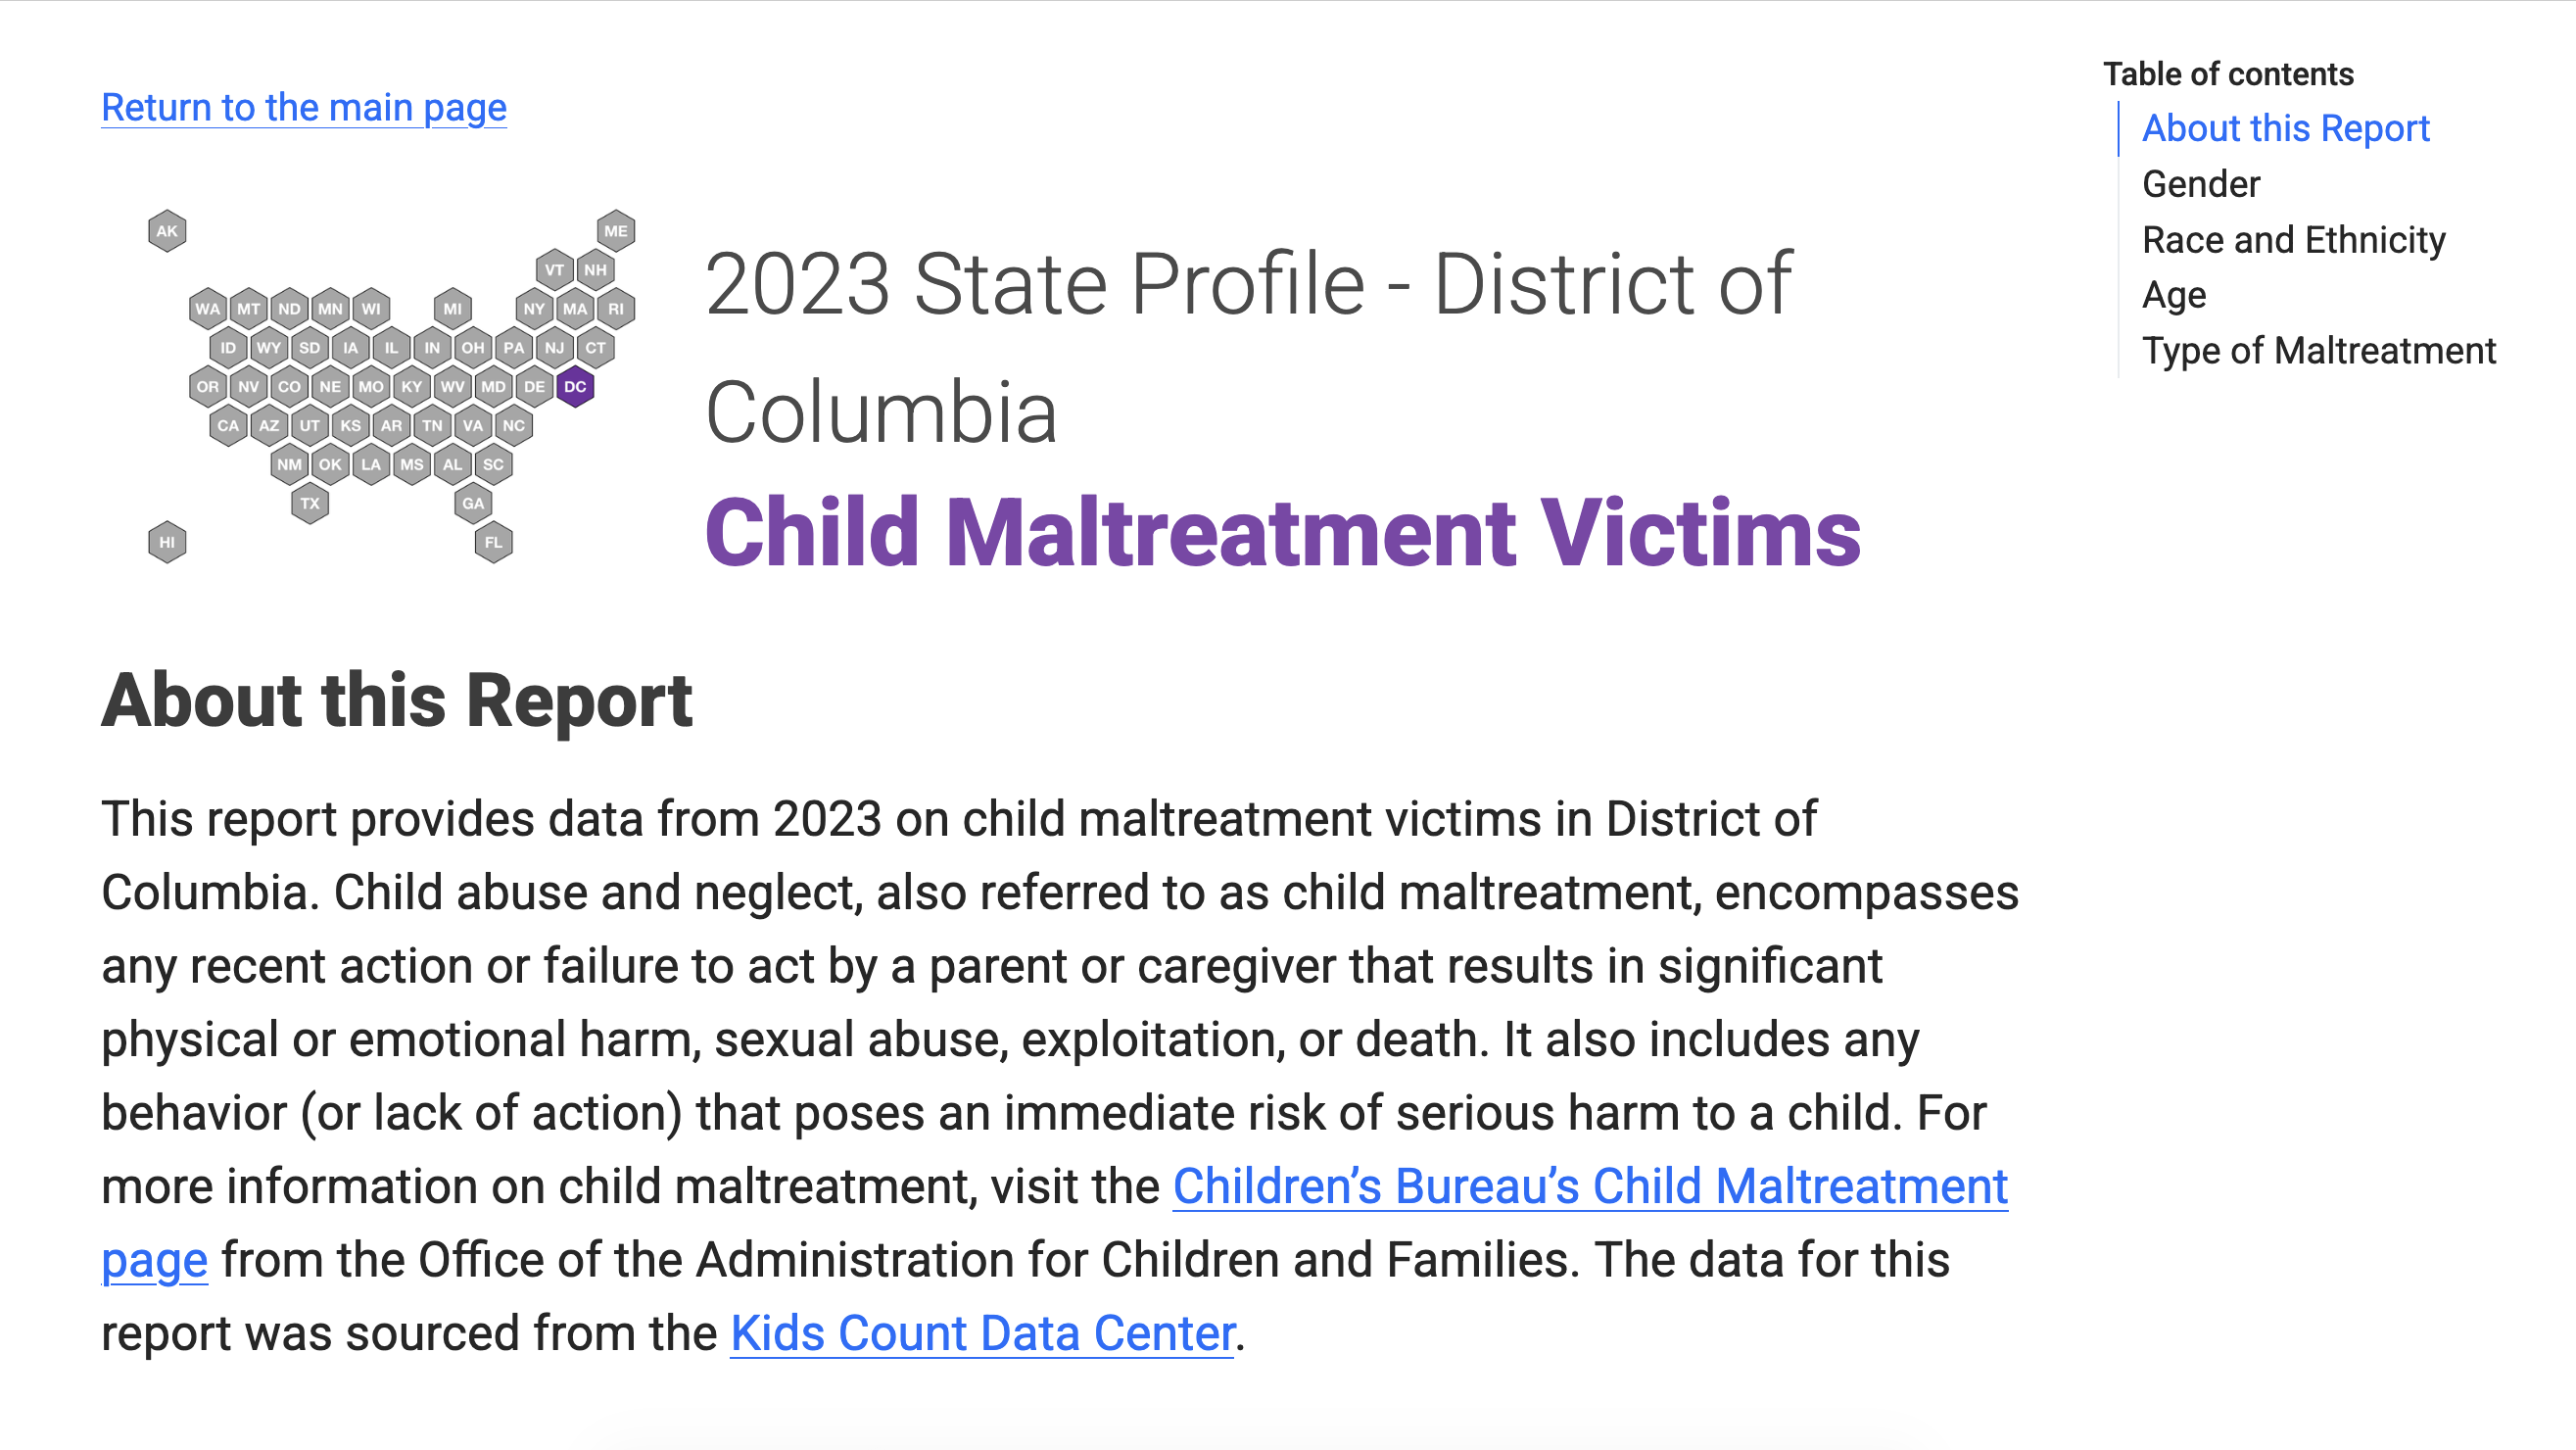 Return to the main page
Table of contents
About this Report
Gender
Race and Ethnicity
Age
Type of Maltreatment
AK ME
VT NH
WA MT ND MN WI MI NY MA RI
ID WY SD IA IL IN OH PA NJ CT
OR NV CO NE MO KY WV MD DE DC
CA AZ UT KS AR TN VA NC
NM OK LA MS AL SC
TX GA
HI FL
2023 State Profile - District of
Columbia
Child Maltreatment Victims
About this Report
This report provides data from 2023 on child maltreatment victims in District of
Columbia. Child abuse and neglect, also referred to as child maltreatment, encompasses
any recent action or failure to act by a parent or caregiver that results in significant
physical or emotional harm, sexual abuse, exploitation, or death. It also includes any
behavior (or lack of action) that poses an immediate risk of serious harm to a child. For
more information on child maltreatment, visit the Children’s Bureau’s Child Maltreatment
page from the Office of the Administration for Children and Families. The data for this
report was sourced from the Kids Count Data Center.